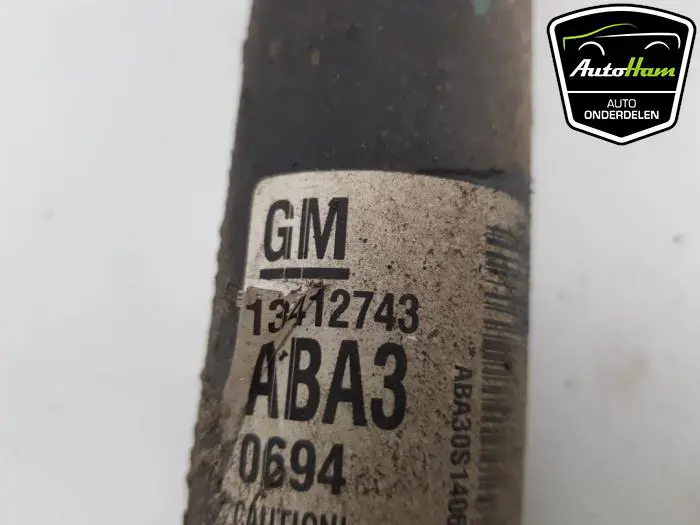 GM
13412743
ABA3
0694
CAUTION!
ABA30S1406
AutoHam
AUTO
ONDERDELEN